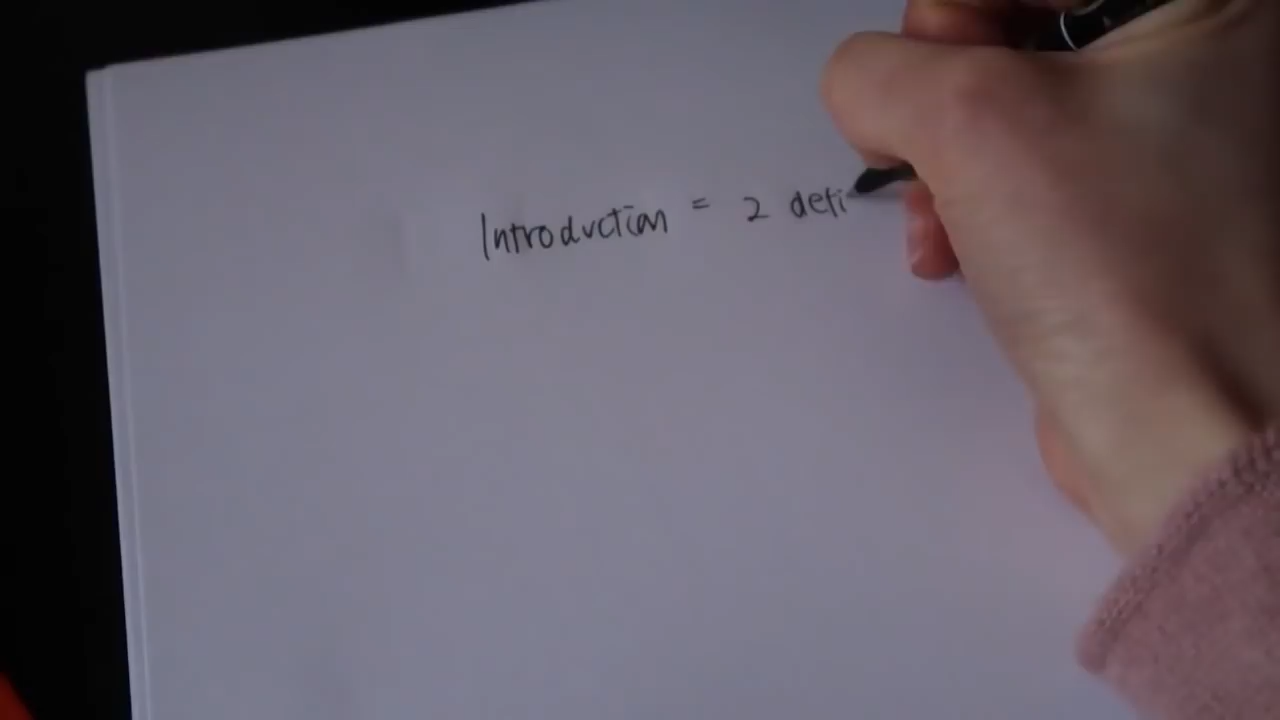 Introduction = 2 defi